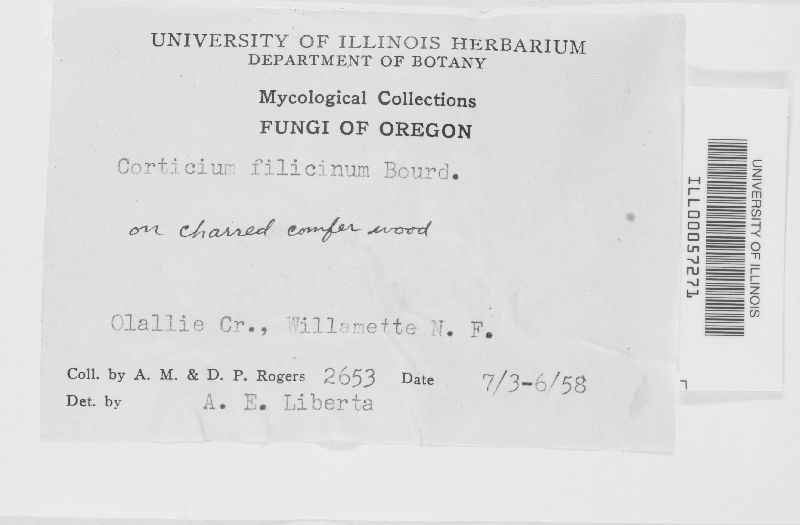 UNIVERSITY OF ILLINOIS HERBARIUM
DEPARTMENT OF BOTANY
Mycological Collections
FUNGI OF OREGON
Corticium filicinum Bourd.
on charred conifer wood
Olallie Cr., Willamette N. F.
Coll. by A. M. & D. P. Rogers 2653 Date 7/3-6/58
Det. by A. E. Liberta
UNIVERSITY OF ILLINOIS
ILL00057271